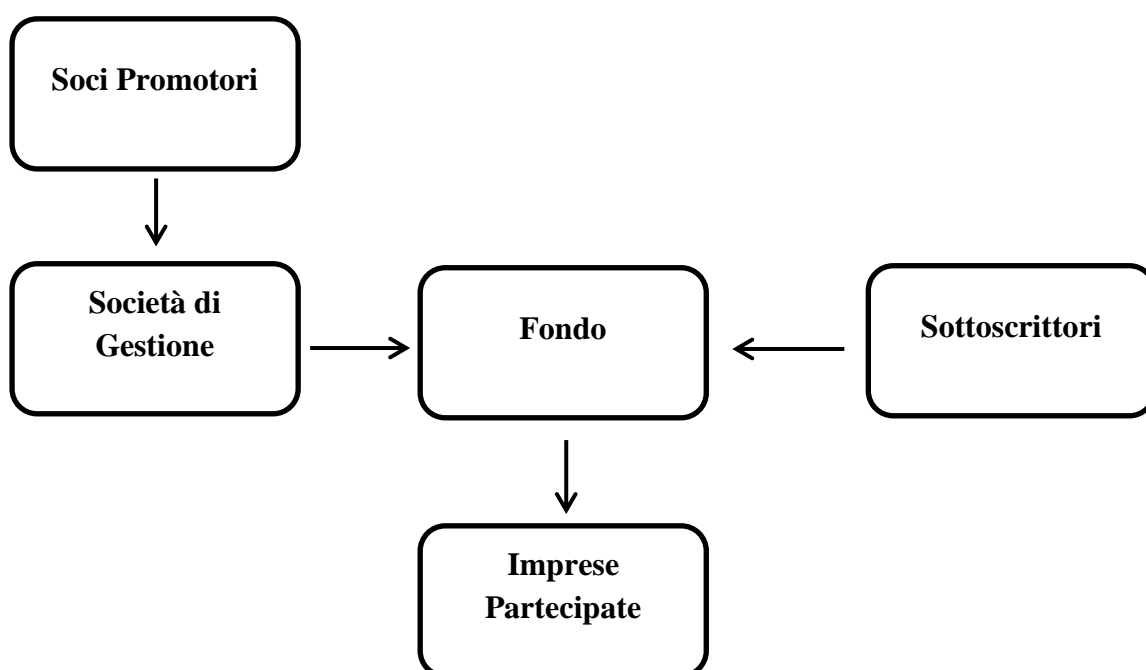 Soci Promotori
Società di
Gestione
Fondo
Sottoscrittori
Imprese
Partecipate